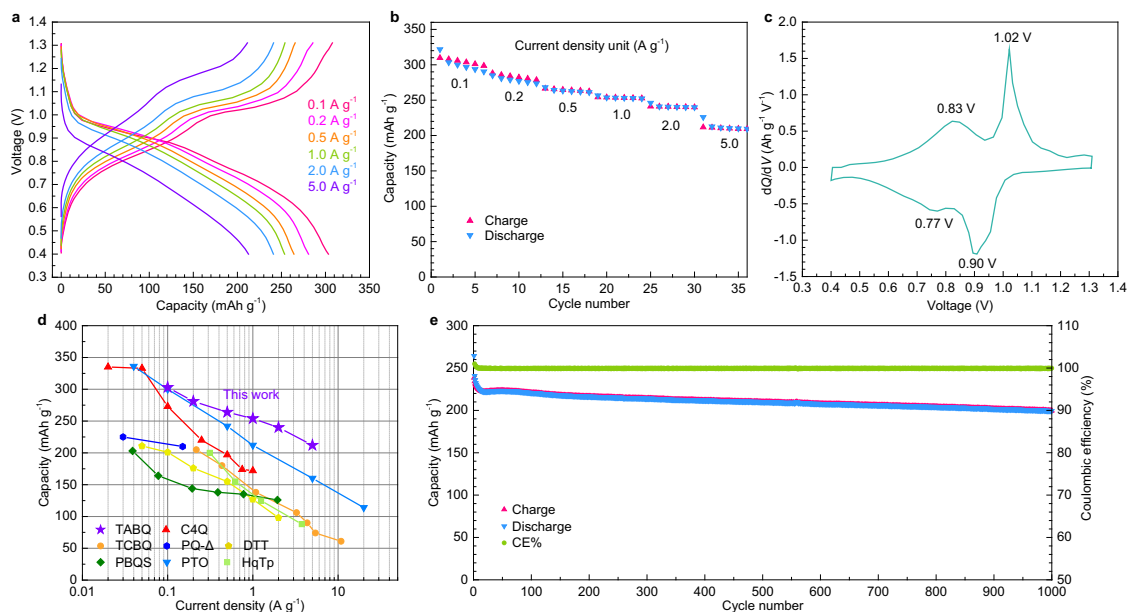 a
1.4
1.3
1.2
1.1
1.0
0.9
0.8
0.7
0.6
0.5
0.4
0.3
Voltage (V)
0.1 A g⁻¹
0.2 A g⁻¹
0.5 A g⁻¹
1.0 A g⁻¹
2.0 A g⁻¹
5.0 A g⁻¹
0 50 100 150 200 250 300 350
Capacity (mAh g⁻¹)
b
350
300
250
200
150
100
50
0
Capacity (mAh g⁻¹)
Current density unit (A g⁻¹)
0.1
0.2
0.5
1.0
2.0
5.0
Charge
Discharge
0 5 10 15 20 25 30 35
Cycle number
c
2.0
1.5
1.0
0.5
0.0
-0.5
-1.0
-1.5
dQ/dV (Ah g⁻¹ V⁻¹)
1.02 V
0.83 V
0.77 V
0.90 V
0.3 0.4 0.5 0.6 0.7 0.8 0.9 1.0 1.1 1.2 1.3 1.4
Voltage (V)
d
400
350
300
250
200
150
100
50
0
Capacity (mAh g⁻¹)
This work
TABQ C4Q
TCBQ PQ-Δ DTT
PBQS PTO HqTp
0.01 0.1 1 10
Current density (A g⁻¹)
e
300
250
200
150
100
50
0
Capacity (mAh g⁻¹)
Charge
Discharge
CE%
110
100
90
80
70
60
50
Coulombic efficiency (%)
0 100 200 300 400 500 600 700 800 900 1000
Cycle number